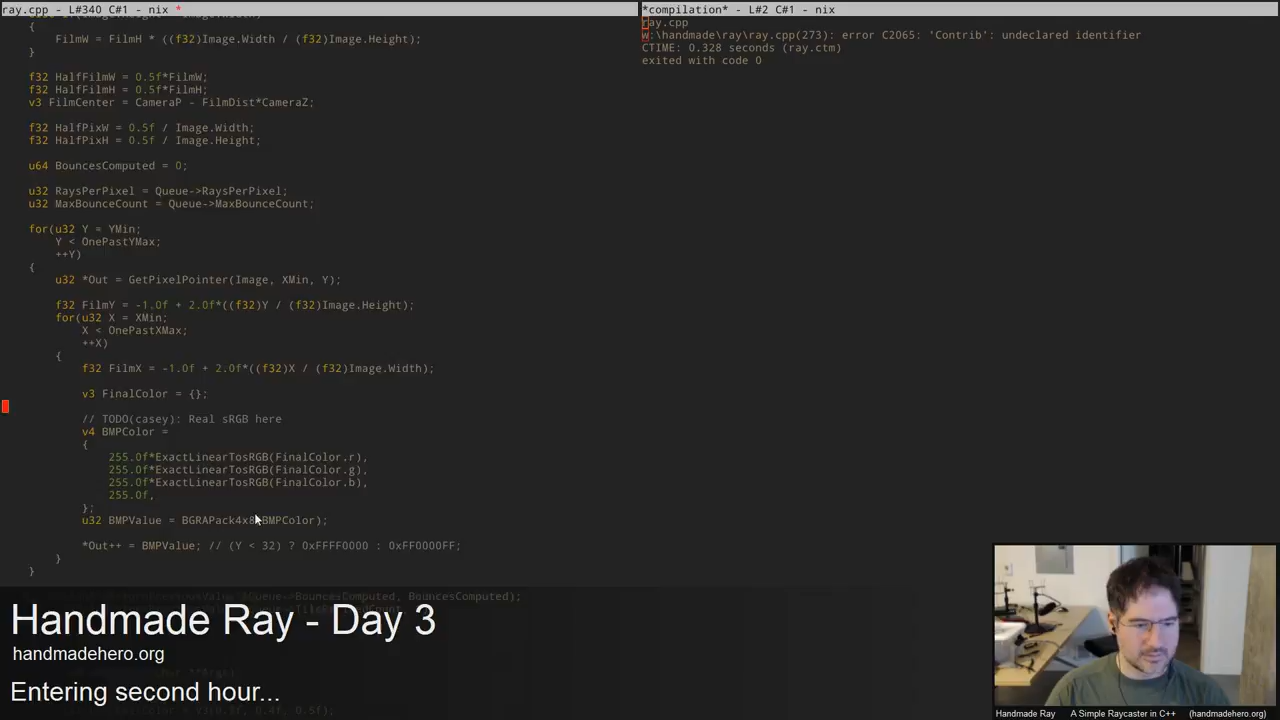 ray.cpp - L#340 C#1 - nix *
{
FilmW = FilmH * ((f32)Image.Width / (f32)Image.Height);
}
f32 HalfFilmW = 0.5f*FilmW;
f32 HalfFilmH = 0.5f*FilmH;
v3 FilmCenter = CameraP - FilmDist*CameraZ;
f32 HalfPixW = 0.5f / Image.Width;
f32 HalfPixH = 0.5f / Image.Height;
u64 BouncesComputed = 0;
u32 RaysPerPixel = Queue->RaysPerPixel;
u32 MaxBounceCount = Queue->MaxBounceCount;
for(u32 Y = YMin;
Y < OnePastYMax;
++Y)
{
u32 *Out = GetPixelPointer(Image, XMin, Y);
f32 FilmY = -1.0f + 2.0f*((f32)Y / (f32)Image.Height);
for(u32 X = XMin;
X < OnePastXMax;
++X)
{
f32 FilmX = -1.0f + 2.0f*((f32)X / (f32)Image.Width);
v3 FinalColor = {};
// TODO(casey): Real sRGB here
v4 BMPColor =
{
255.0f*ExactLinearTosRGB(FinalColor.r),
255.0f*ExactLinearTosRGB(FinalColor.g),
255.0f*ExactLinearTosRGB(FinalColor.b),
255.0f,
};
u32 BMPValue = BGRAPack4x8(BMPColor);
*Out++ = BMPValue; // (Y < 32) ? 0xFFFF0000 : 0xFF0000FF;
}
}
*compilation* - L#2 C#1 - nix
ray.cpp
w:\handmade\ray\ray.cpp(273): error C2065: 'Contrib': undeclared identifier
CTIME: 0.328 seconds (ray.ctm)
exited with code 0
Handmade Ray - Day 3
handmadehero.org
Entering second hour...
Handmade Ray A Simple Raycaster in C++ (handmadehero.org)